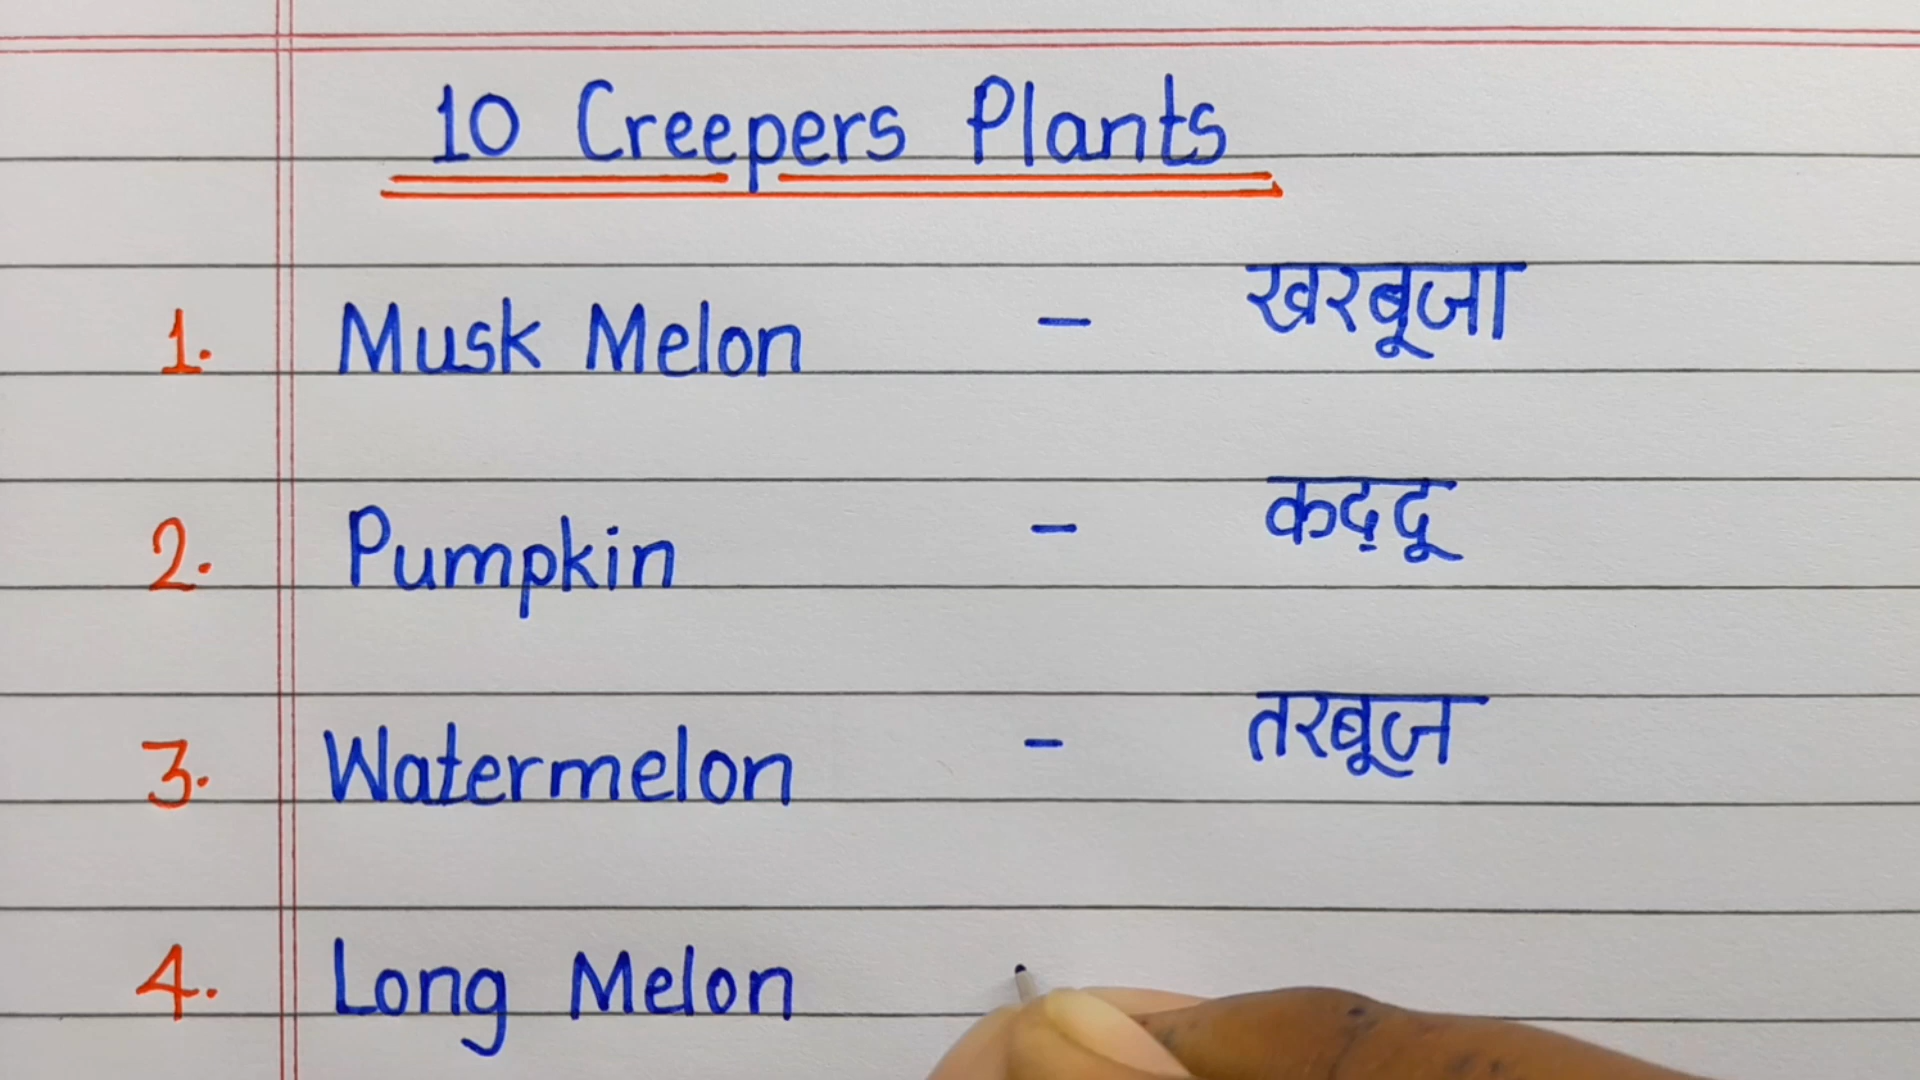 10 Creepers Plants
1. Musk Melon - खरबूजा
2. Pumpkin - कद़दू
3. Watermelon - तरबूज
4. Long Melon